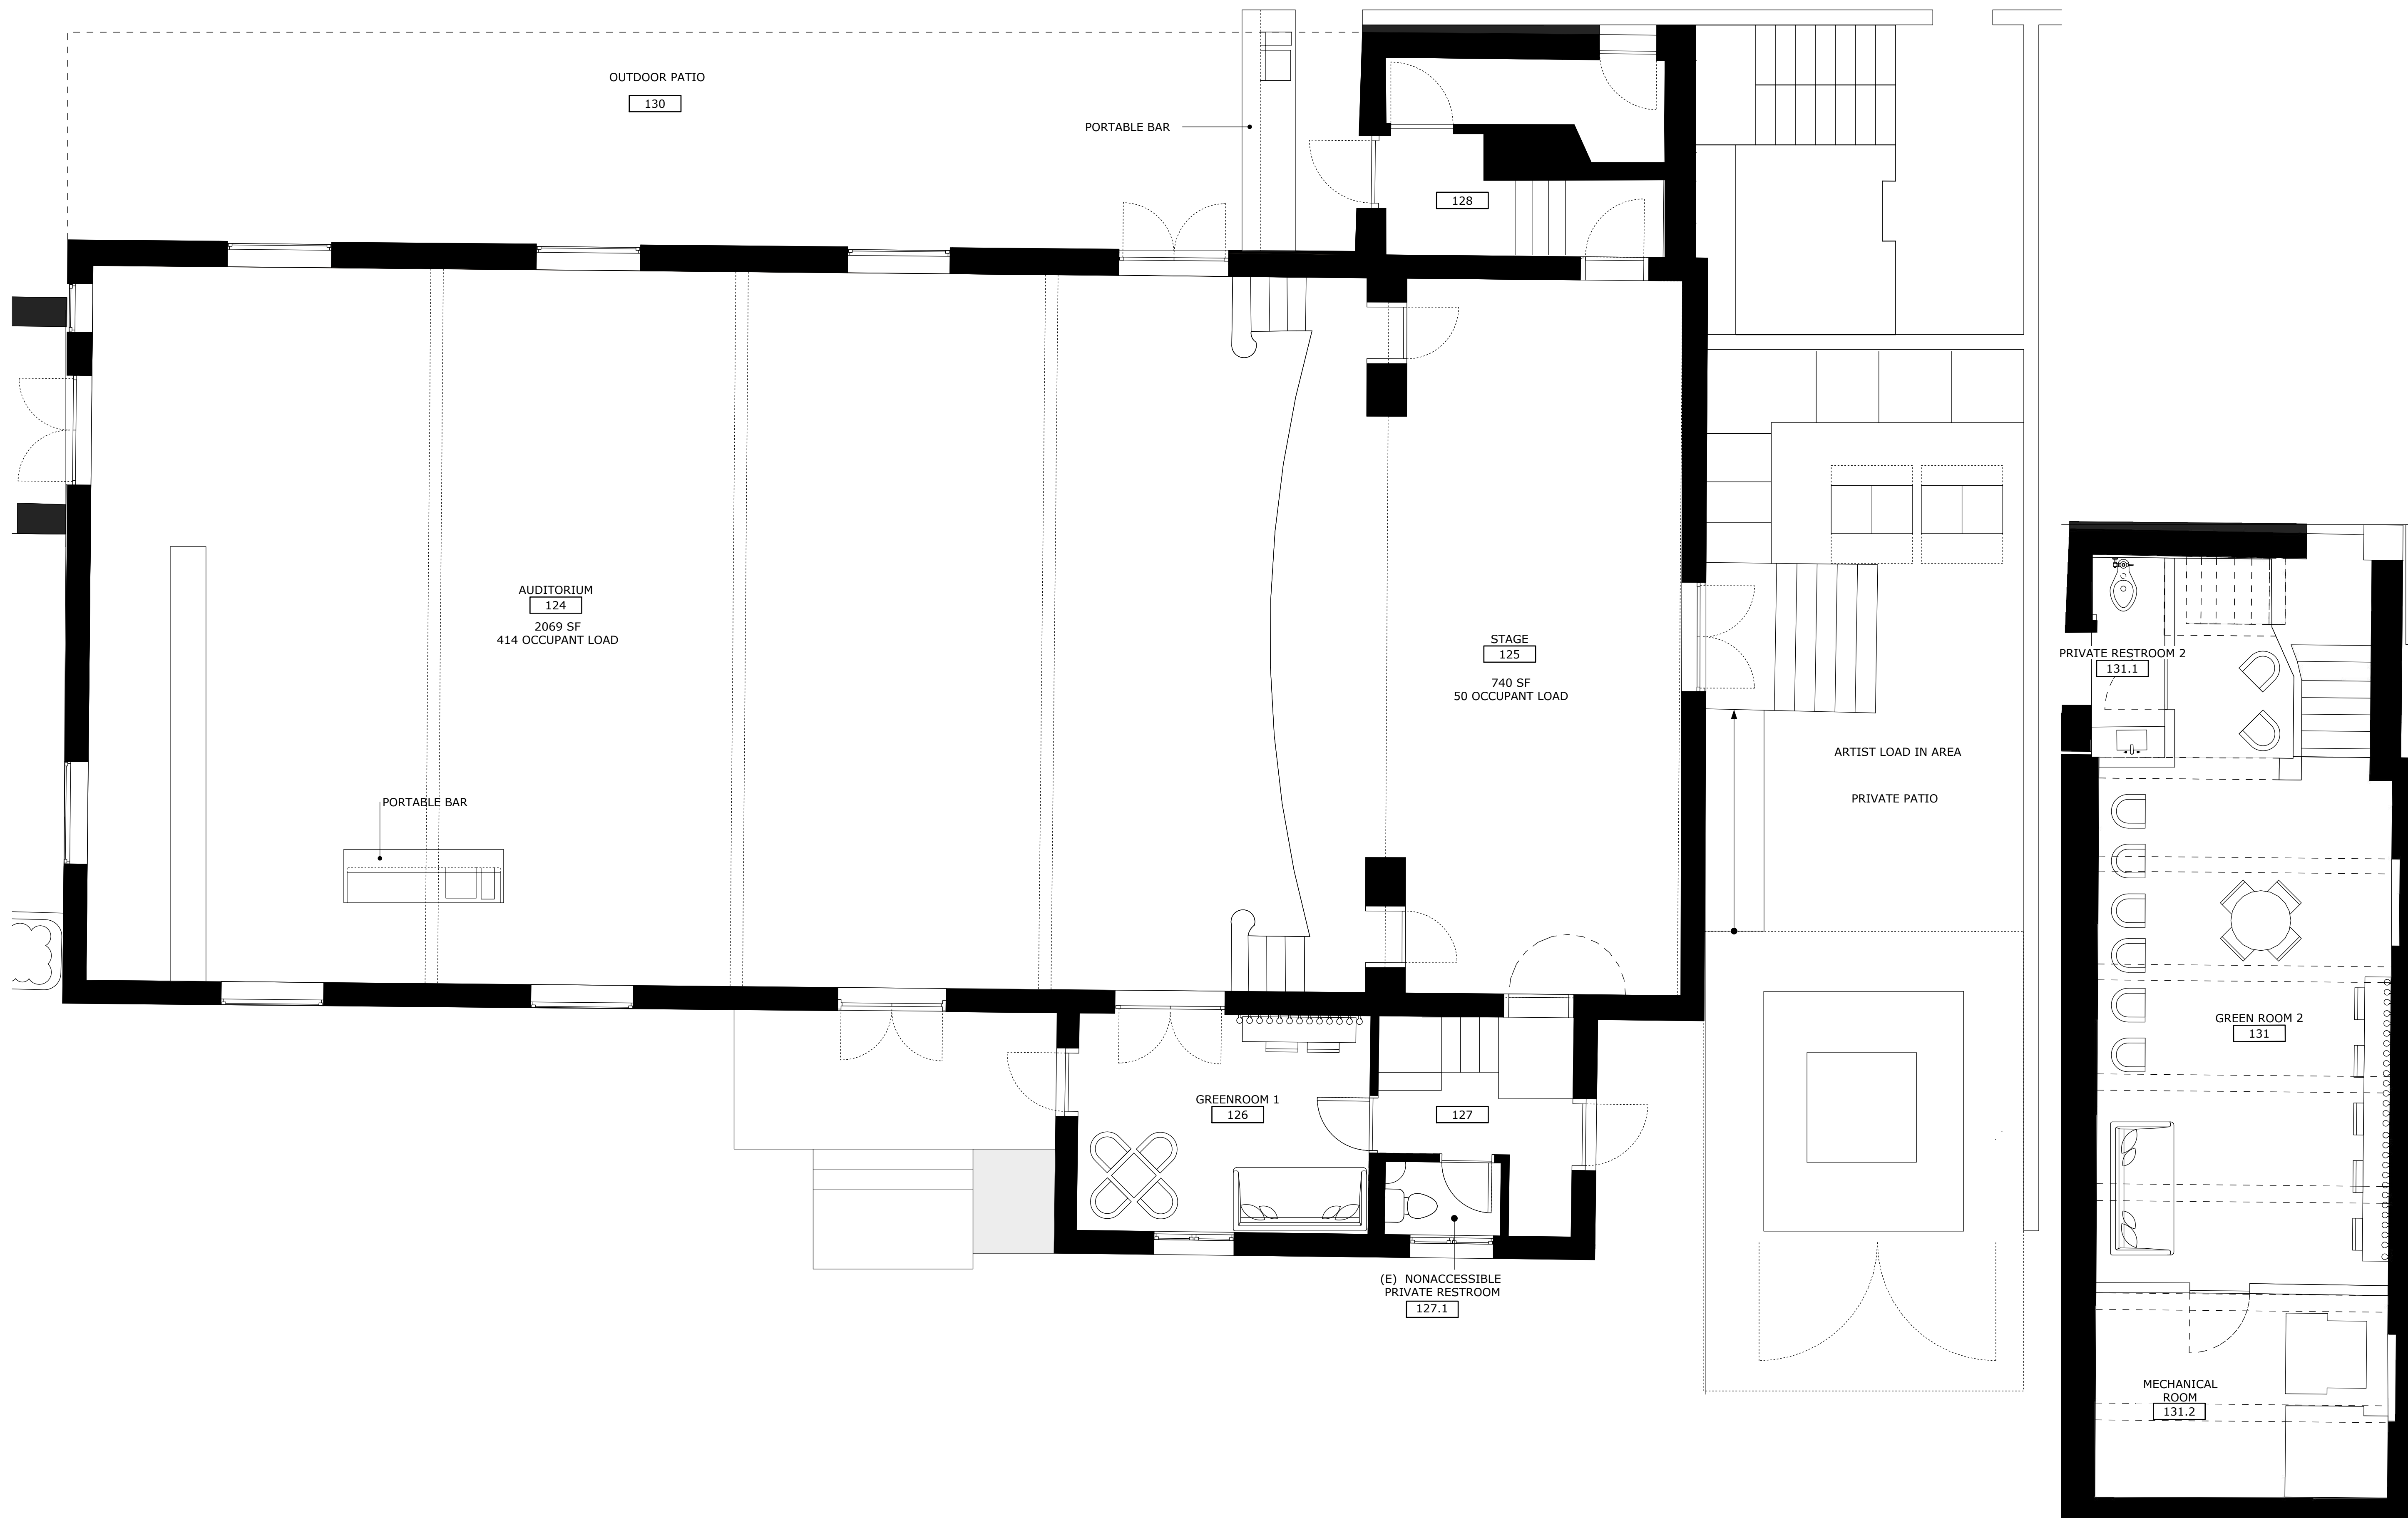 OUTDOOR PATIO
130
PORTABLE BAR
128
AUDITORIUM
124
2069 SF
414 OCCUPANT LOAD
STAGE
125
740 SF
50 OCCUPANT LOAD
PORTABLE BAR
ARTIST LOAD IN AREA
PRIVATE PATIO
GREENROOM 1
126
127
(E) NONACCESSIBLE
PRIVATE RESTROOM
127.1
PRIVATE RESTROOM 2
131.1
GREEN ROOM 2
131
MECHANICAL
ROOM
131.2